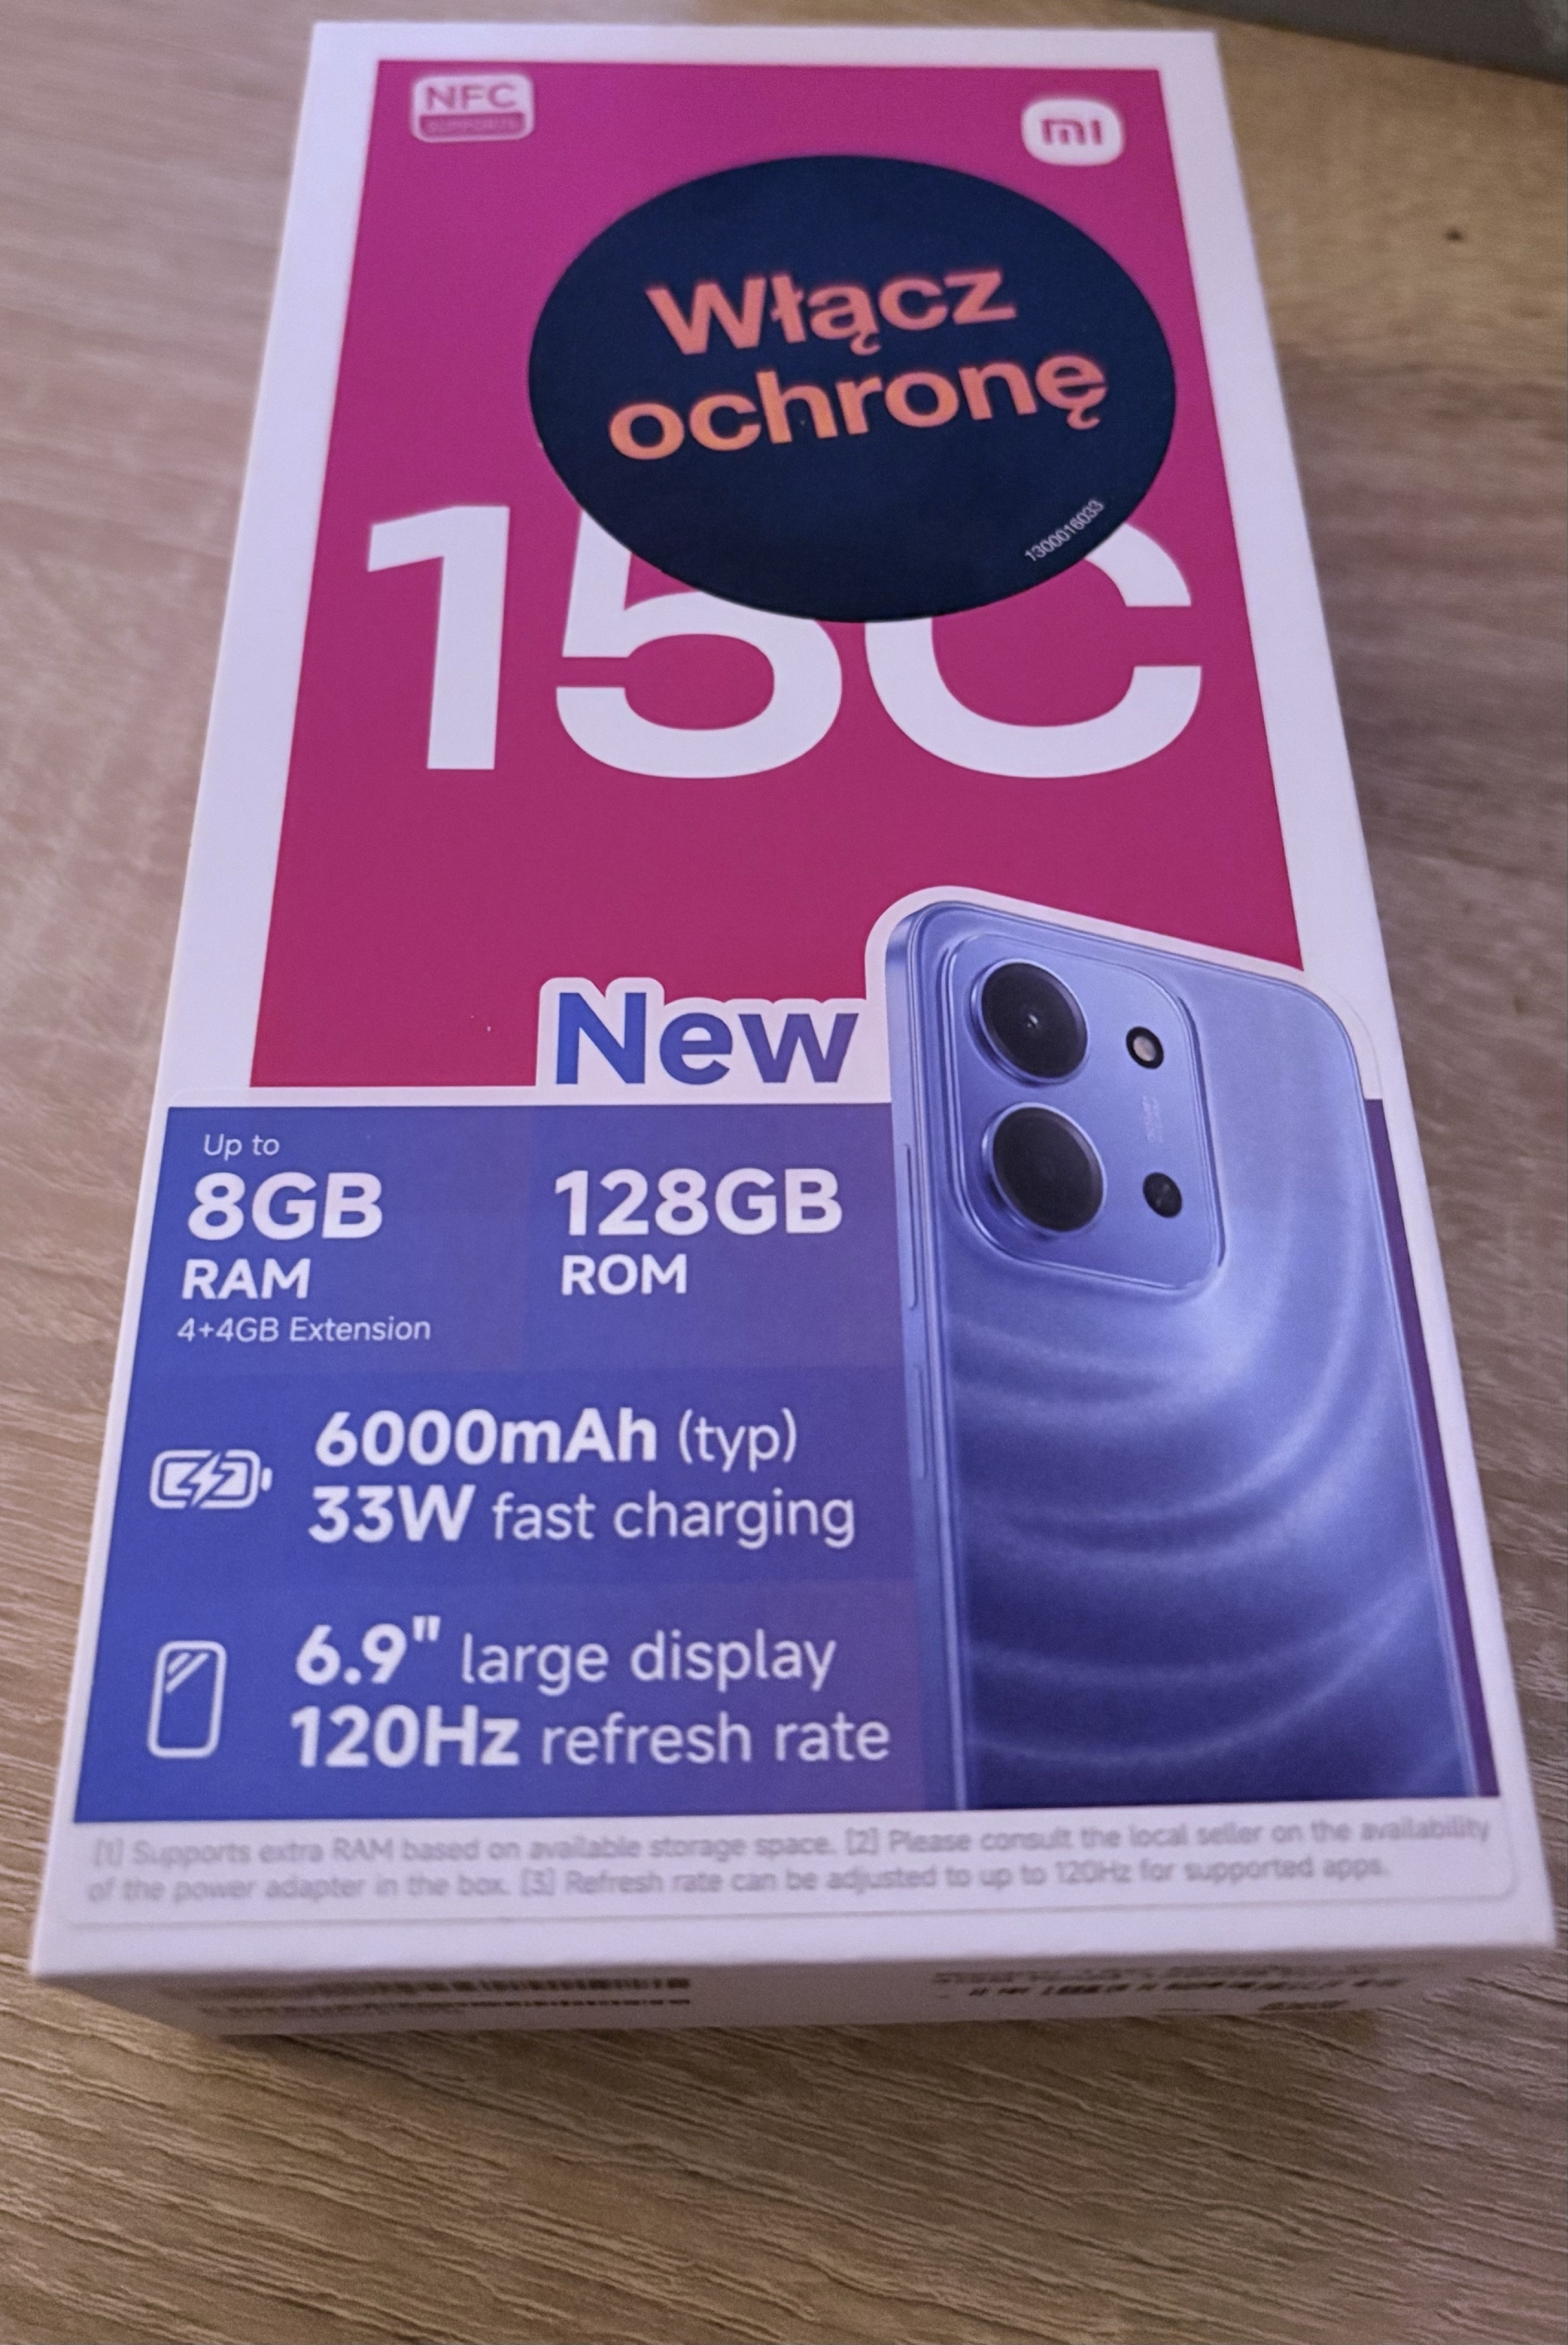 NFC
SUPPORTS
mi
Włącz
ochronę
1300016033
15C
New
Up to
8GB
RAM
4+4GB Extension
128GB
ROM
6000mAh (typ)
33W fast charging
6.9" large display
120Hz refresh rate
[1] Supports extra RAM based on available storage space. [2] Please consult the local seller on the availability
of the power adapter in the box. [3] Refresh rate can be adjusted to up to 120Hz for supported apps.